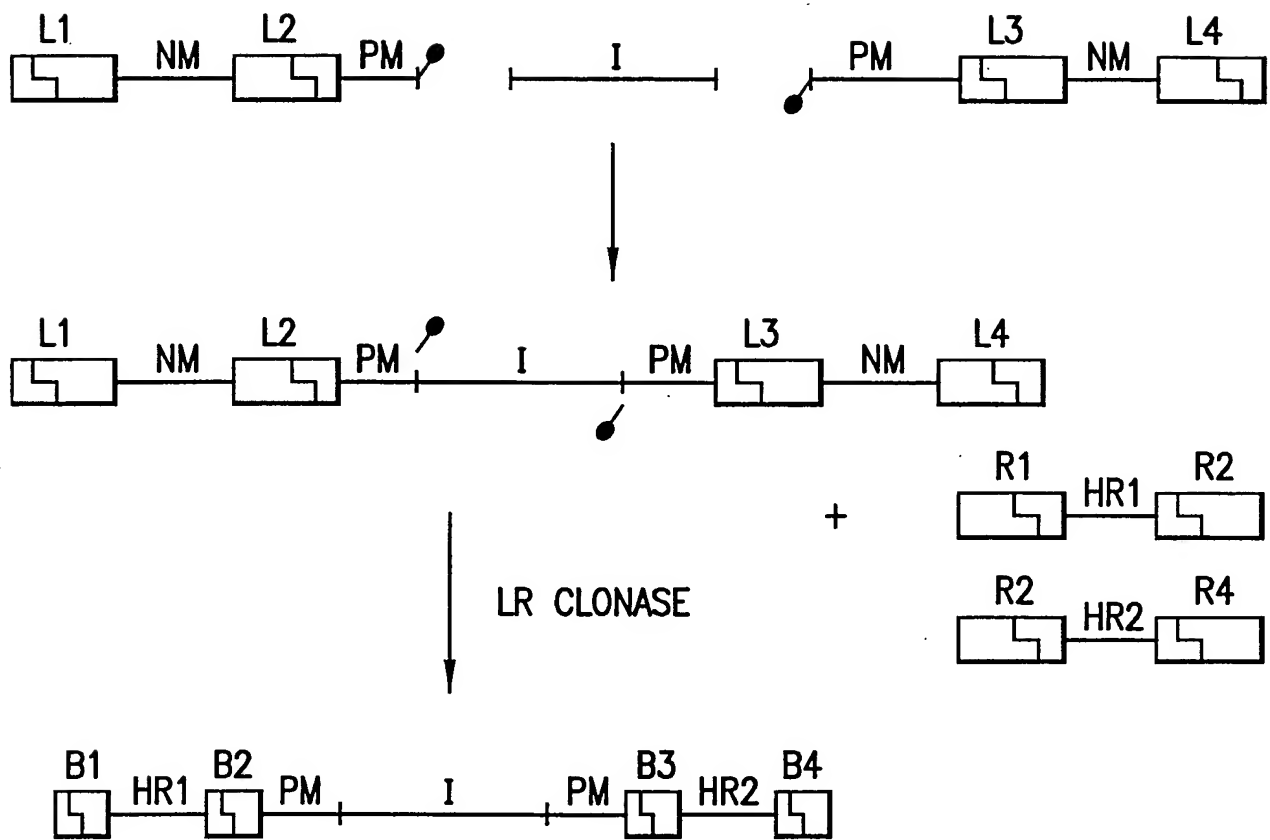 L1 NM L2 PM I PM L3 NM L4
L1 NM L2 PM I PM L3 NM L4
R1 HR1 R2
+
R2 HR2 R4
LR CLONASE
B1 HR1 B2 PM I PM B3 HR2 B4